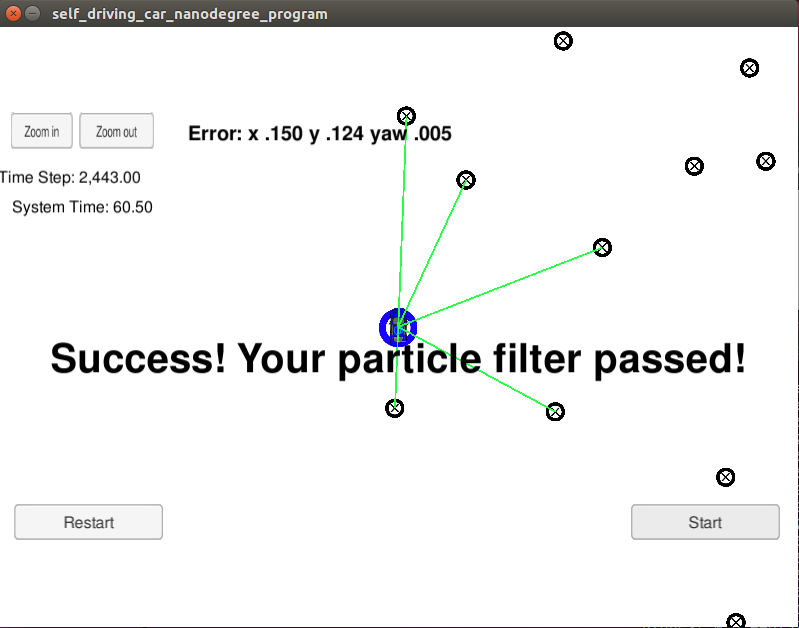 self_driving_car_nanodegree_program
Zoom in
Zoom out
Error: x .150 y .124 yaw .005
Time Step: 2,443.00
System Time: 60.50
Success! Your particle filter passed!
Restart
Start